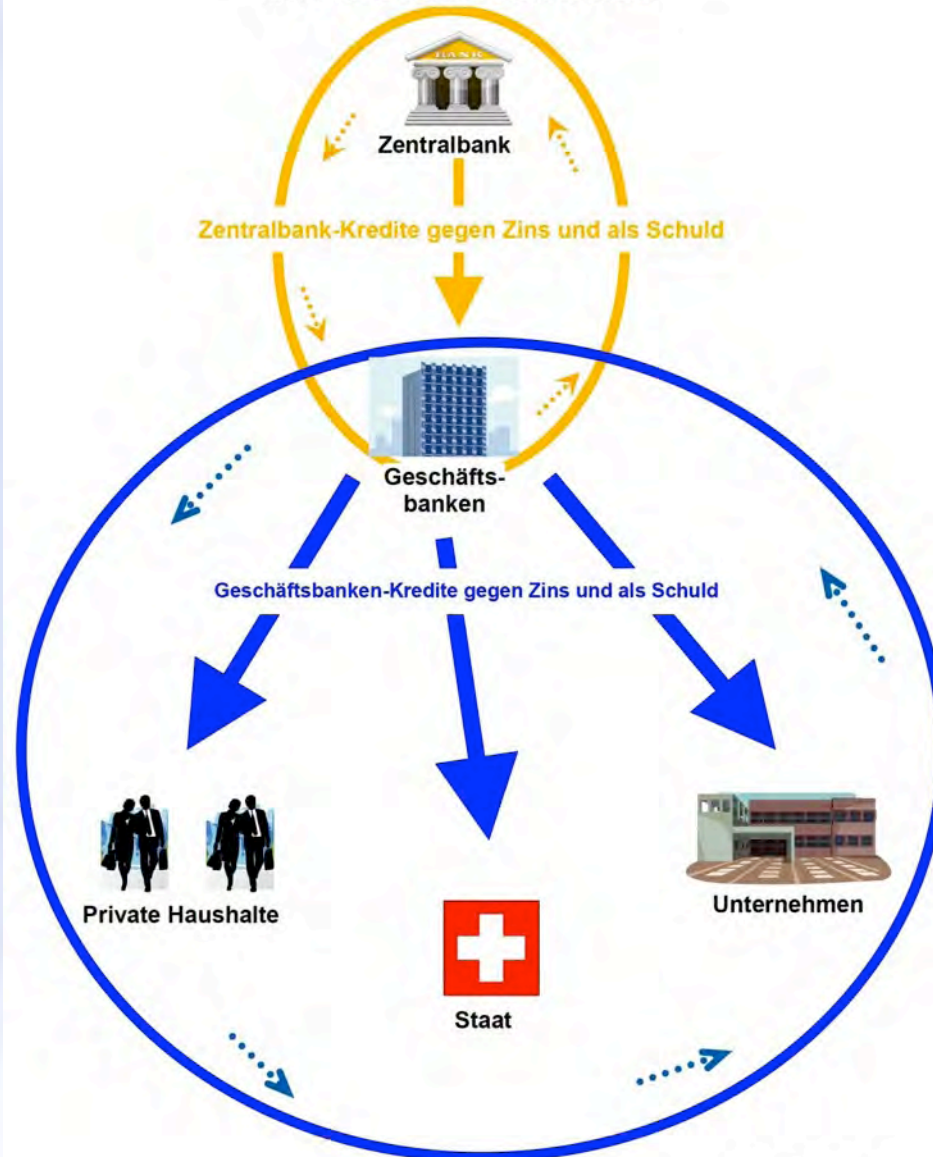 BANK
Zentralbank
Zentralbank-Kredite gegen Zins und als Schuld
Geschäfts-
banken
Geschäftsbanken-Kredite gegen Zins und als Schuld
Private Haushalte
Unternehmen
Staat